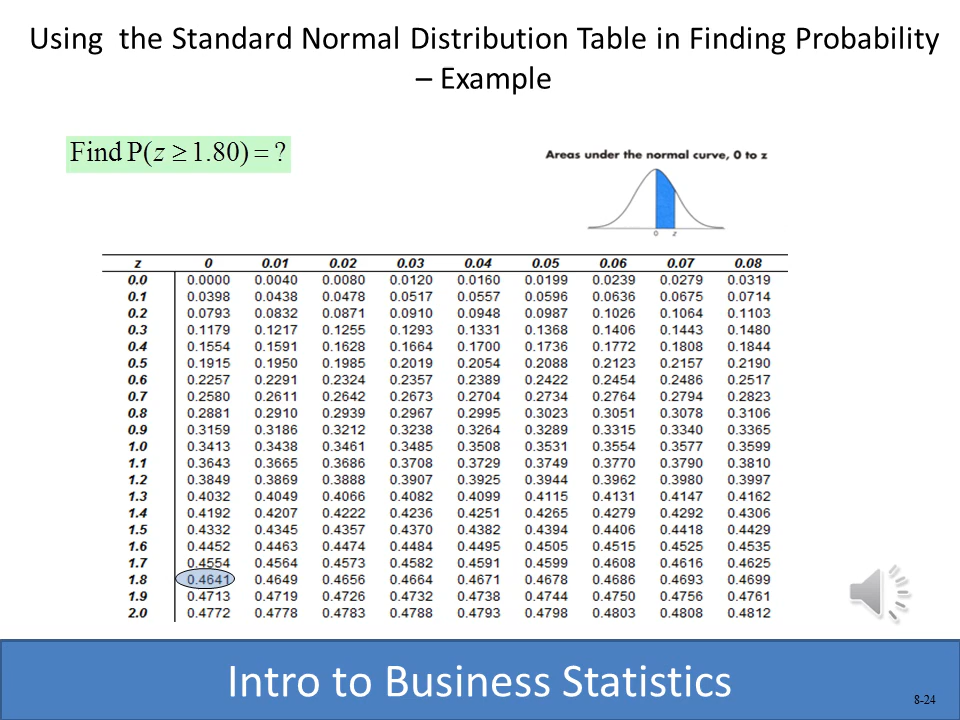 Using  the Standard Normal Distribution Table in Finding Probability
– Example
Find P(z ≥ 1.80) = ?
Areas under the normal curve, 0 to z
0 z
z 0 0.01 0.02 0.03 0.04 0.05 0.06 0.07 0.08
0.0 0.0000 0.0040 0.0080 0.0120 0.0160 0.0199 0.0239 0.0279 0.0319
0.1 0.0398 0.0438 0.0478 0.0517 0.0557 0.0596 0.0636 0.0675 0.0714
0.2 0.0793 0.0832 0.0871 0.0910 0.0948 0.0987 0.1026 0.1064 0.1103
0.3 0.1179 0.1217 0.1255 0.1293 0.1331 0.1368 0.1406 0.1443 0.1480
0.4 0.1554 0.1591 0.1628 0.1664 0.1700 0.1736 0.1772 0.1808 0.1844
0.5 0.1915 0.1950 0.1985 0.2019 0.2054 0.2088 0.2123 0.2157 0.2190
0.6 0.2257 0.2291 0.2324 0.2357 0.2389 0.2422 0.2454 0.2486 0.2517
0.7 0.2580 0.2611 0.2642 0.2673 0.2704 0.2734 0.2764 0.2794 0.2823
0.8 0.2881 0.2910 0.2939 0.2967 0.2995 0.3023 0.3051 0.3078 0.3106
0.9 0.3159 0.3186 0.3212 0.3238 0.3264 0.3289 0.3315 0.3340 0.3365
1.0 0.3413 0.3438 0.3461 0.3485 0.3508 0.3531 0.3554 0.3577 0.3599
1.1 0.3643 0.3665 0.3686 0.3708 0.3729 0.3749 0.3770 0.3790 0.3810
1.2 0.3849 0.3869 0.3888 0.3907 0.3925 0.3944 0.3962 0.3980 0.3997
1.3 0.4032 0.4049 0.4066 0.4082 0.4099 0.4115 0.4131 0.4147 0.4162
1.4 0.4192 0.4207 0.4222 0.4236 0.4251 0.4265 0.4279 0.4292 0.4306
1.5 0.4332 0.4345 0.4357 0.4370 0.4382 0.4394 0.4406 0.4418 0.4429
1.6 0.4452 0.4463 0.4474 0.4484 0.4495 0.4505 0.4515 0.4525 0.4535
1.7 0.4554 0.4564 0.4573 0.4582 0.4591 0.4599 0.4608 0.4616 0.4625
1.8 0.4641 0.4649 0.4656 0.4664 0.4671 0.4678 0.4686 0.4693 0.4699
1.9 0.4713 0.4719 0.4726 0.4732 0.4738 0.4744 0.4750 0.4756 0.4761
2.0 0.4772 0.4778 0.4783 0.4788 0.4793 0.4798 0.4803 0.4808 0.4812
Intro to Business Statistics
8-24